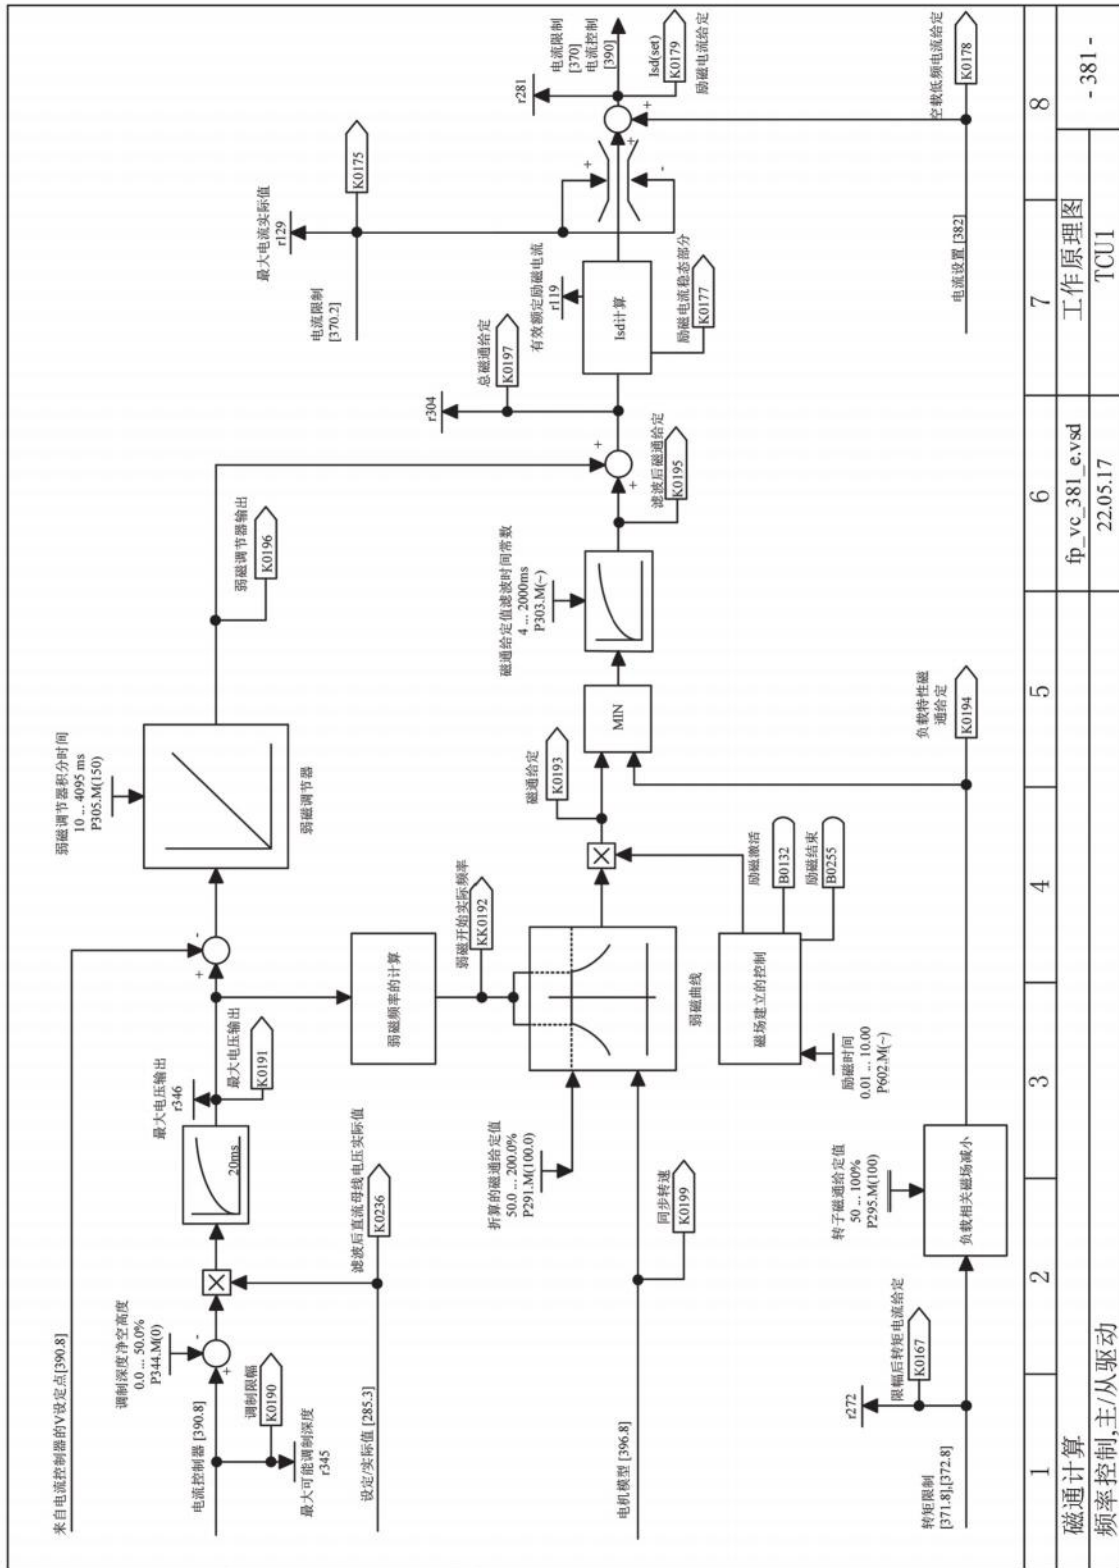 来自电流控制器的V设定点[390.8]
调制深度净空高度
0.0 ... 50.0%
P344.M(0)
电流控制器 [390.8]
+
-
调制限幅
K0190
最大可能调制深度
r345
设定/实际值 [285.3]
滤波后直流母线电压实际值
K0236
20ms
最大电压输出
r346
最大电压输出
K0191
+
-
弱磁调节器积分时间
10 ... 4095 ms
P305.M(150)
弱磁调节器
弱磁调节器输出
K0196
弱磁频率的计算
弱磁开始实际频率
KK0192
折算的磁通给定值
50.0 ... 200.0%
P291.M(100.0)
弱磁曲线
电机模型 [396.8]
同步转速
K0199
磁场建立的控制
励磁时间
0.01 ... 10.00
P602.M(~)
励磁激活
B0132
励磁结束
B0255
磁通给定
K0193
MIN
磁通给定值滤波时间常数
4 ... 2000ms
P303.M(~)
滤波后磁通给定
K0195
+
+
r304
总磁通给定
K0197
有效额定励磁电流
r119
Isd计算
励磁电流稳态部分
K0177
最大电流实际值
r129
电流限制
[370.2]
K0175
+
-
+
+
r281
电流限制
[370]
电流控制
[390]
Isd(set)
K0179
励磁电流给定
转矩限制
[371.8],[372.8]
r272
限幅后转矩电流给定
K0167
转子磁通给定值
50 ... 100%
P295.M(100)
负载相关磁场减小
负载特性磁
通给定
K0194
电流设置 [382]
空载低频电流给定
K0178
1
2
3
4
5
6
7
8
磁通计算
fp_vc_381_e.vsd
工作原理图
- 381 -
频率控制,主/从驱动
22.05.17
TCU1